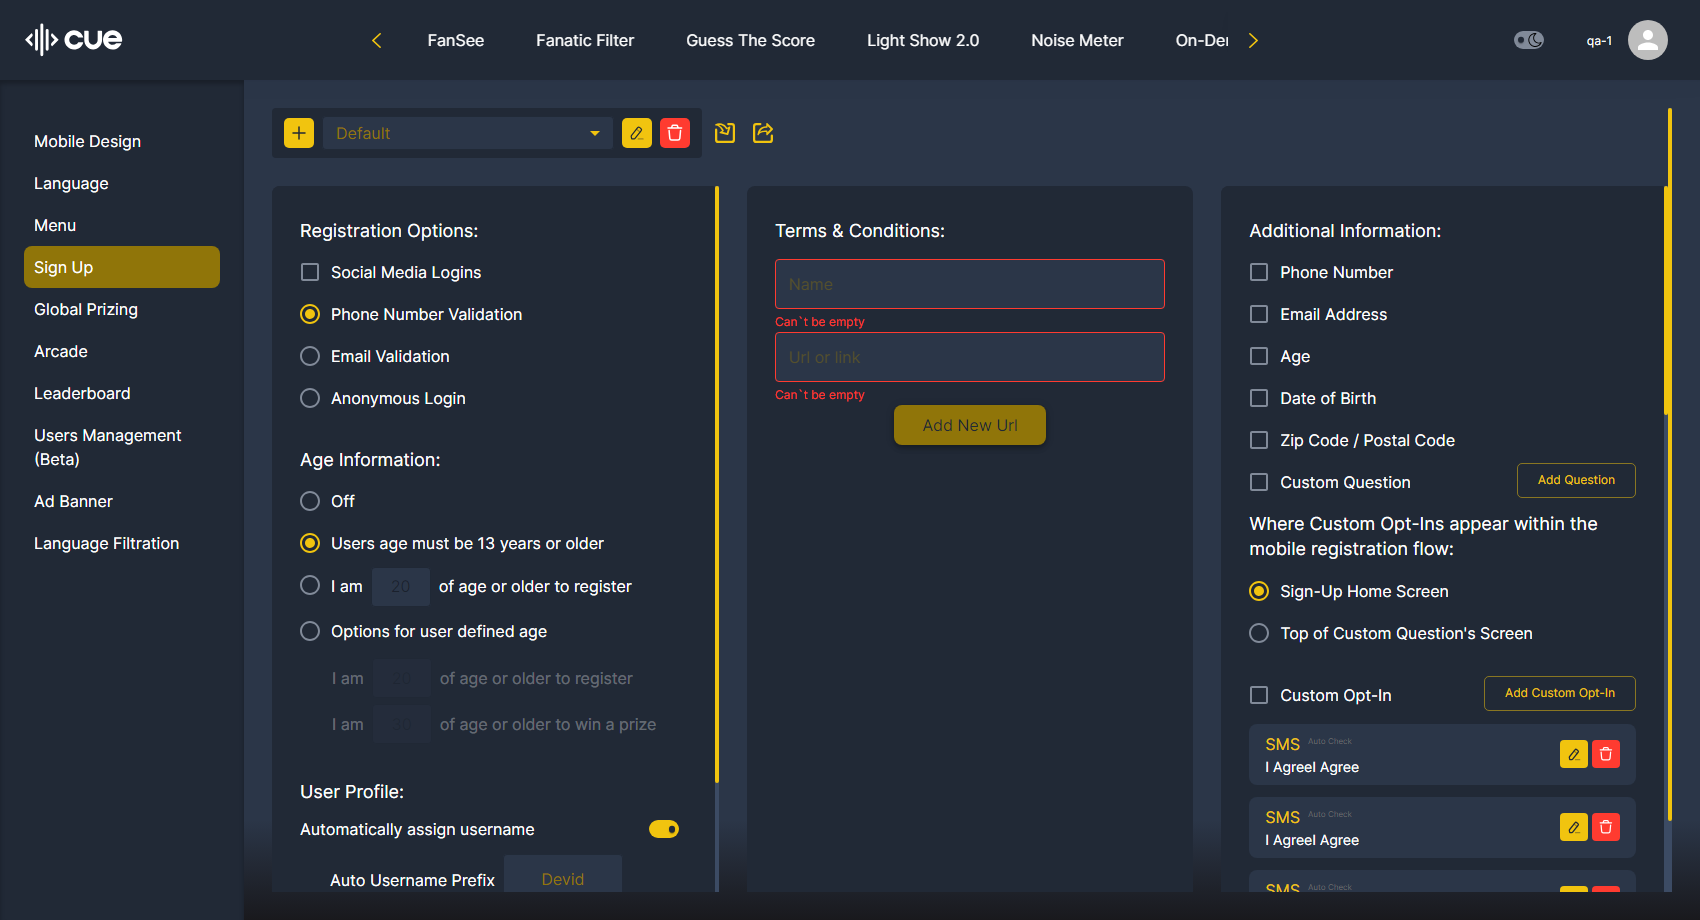 cue
FanSee
Fanatic Filter
Guess The Score
Light Show 2.0
Noise Meter
On-De
qa-1
Mobile Design
Language
Menu
Sign Up
Global Prizing
Arcade
Leaderboard
Users Management
(Beta)
Ad Banner
Language Filtration
Default
Registration Options:
Social Media Logins
Phone Number Validation
Email Validation
Anonymous Login
Age Information:
Off
Users age must be 13 years or older
I am 20 of age or older to register
Options for user defined age
I am 20 of age or older to register
I am of age or older to win a prize
User Profile:
Automatically assign username
Auto Username Prefix Devid
Terms & Conditions:
Name
Can`t be empty
Url or link
Can`t be empty
Add New Url
Additional Information:
Phone Number
Email Address
Age
Date of Birth
Zip Code / Postal Code
Custom Question Add Question
Where Custom Opt-Ins appear within the
mobile registration flow:
Sign-Up Home Screen
Top of Custom Question's Screen
Custom Opt-In Add Custom Opt-In
SMS Auto Check
I AgreeI Agree
SMS Auto Check
I AgreeI Agree
SMS Auto Check